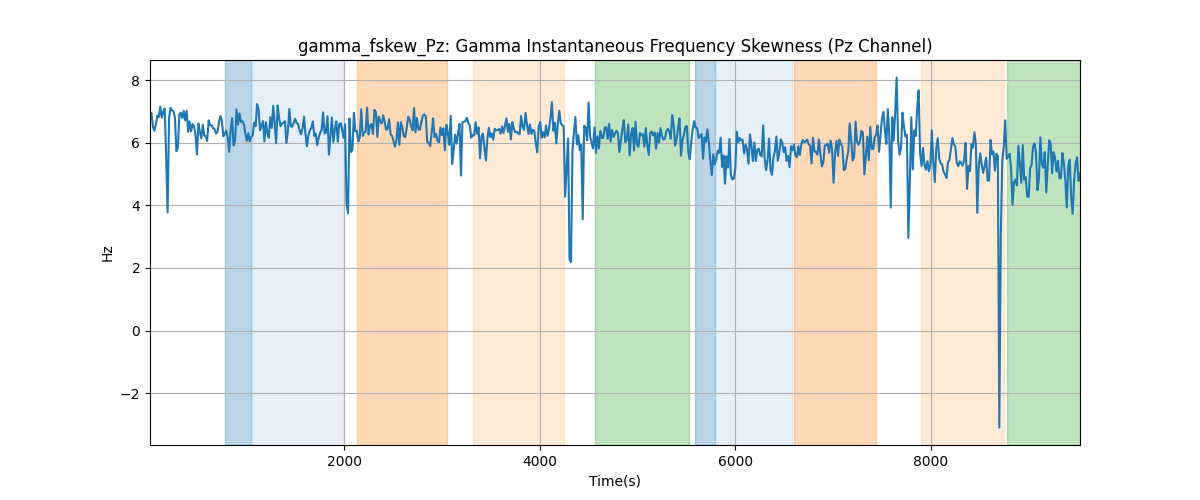 gamma_fskew_Pz: Gamma Instantaneous Frequency Skewness (Pz Channel)
8
6
4
2
0
−2
Hz
2000 4000 6000 8000
Time(s)